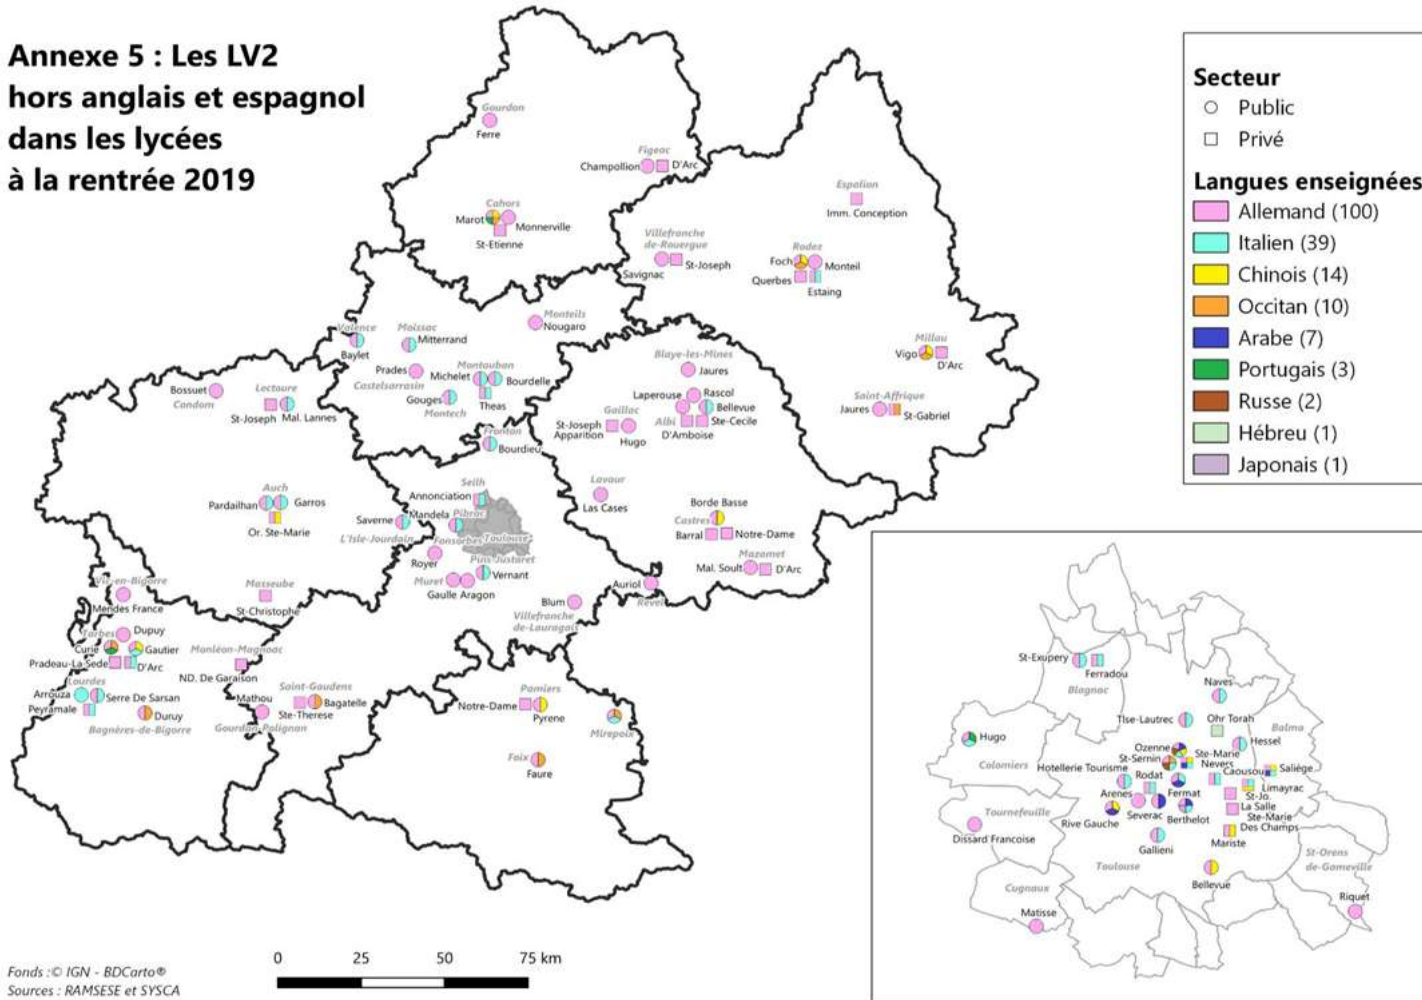 Annexe 5 : Les LV2
hors anglais et espagnol
dans les lycées
à la rentrée 2019
Secteur
Public
Privé
Langues enseignées
Allemand (100)
Italien (39)
Chinois (14)
Occitan (10)
Arabe (7)
Portugais (3)
Russe (2)
Hébreu (1)
Japonais (1)
Gourdon
Ferre
Figeac
Champollion
D'Arc
Cahors
Marot
Monnerville
St-Etienne
Espalion
Imm. Conception
Villefranche
de-Rouergue
Savignac
St-Joseph
Rodez
Foch
Monteil
Querbes
Estaing
Monteils
Nougaro
Valence
Baylet
Moissac
Mitterrand
Prades
Castelsarrasin
Montauban
Michelet
Bourdelle
Gouges
Theas
Montech
Millau
Vigo
D'Arc
Saint-Affrique
Jaures
St-Gabriel
Blaye-les-Mines
Jaures
Laperouse
Rascol
Bellevue
Gaillac
St-Joseph
Apparition
Hugo
Albi
Ste-Cecile
D'Amboise
Bossuet
Condom
Lectoure
St-Joseph
Mal. Lannes
Fronton
Bourdieu
Lavaur
Las Cases
Borde Basse
Castres
Barral
Notre-Dame
Mazamet
Mal. Soult
D'Arc
Auch
Pardailhan
Garros
Or. Ste-Marie
Seilh
Annonciation
Saverne
Mandela
Pibrac
L'Isle-Jourdain
Fonsorbes
Toulouse
Royer
Puis-Justaret
Vernant
Muret
Gaulle
Aragon
Auriol
Revel
Blum
Villefranche
de-Lauragais
Vic-en-Bigorre
Mendes France
Masseube
St-Christophe
Tarbes
Dupuy
Curie
Gautier
Pradeau-La Sede
D'Arc
Monléon-Magnoac
ND. De Garaison
Lourdes
Arrouza
Serre De Sarsan
Peyramale
Duruy
Bagnères-de-Bigorre
Mathou
Gourdan-Polignan
Saint-Gaudens
Bagatelle
Ste-Therese
Pamiers
Notre-Dame
Pyrene
Mirepoix
Foix
Faure
St-Exupery
Ferradou
Blagnac
Naves
Tlse-Lautrec
Ohr Torah
Balma
Hugo
Colomiers
Ozenne
Hessel
St-Sernin
Ste-Marie
Nevers
Hotellerie Tourisme
Rodat
Caousou
Saliège
Fermat
Limayrac
Arenes
St-Jo.
La Salle
Severac
Berthelot
Ste-Marie
Des Champs
Rive Gauche
Tournefeuille
Dissard Francoise
Gallieni
Mariste
Toulouse
Bellevue
St-Orens
de-Gameville
Cugnaux
Matisse
Riquet
0 25 50 75 km
Fonds :© IGN - BDCarto®
Sources : RAMSESE et SYSCA